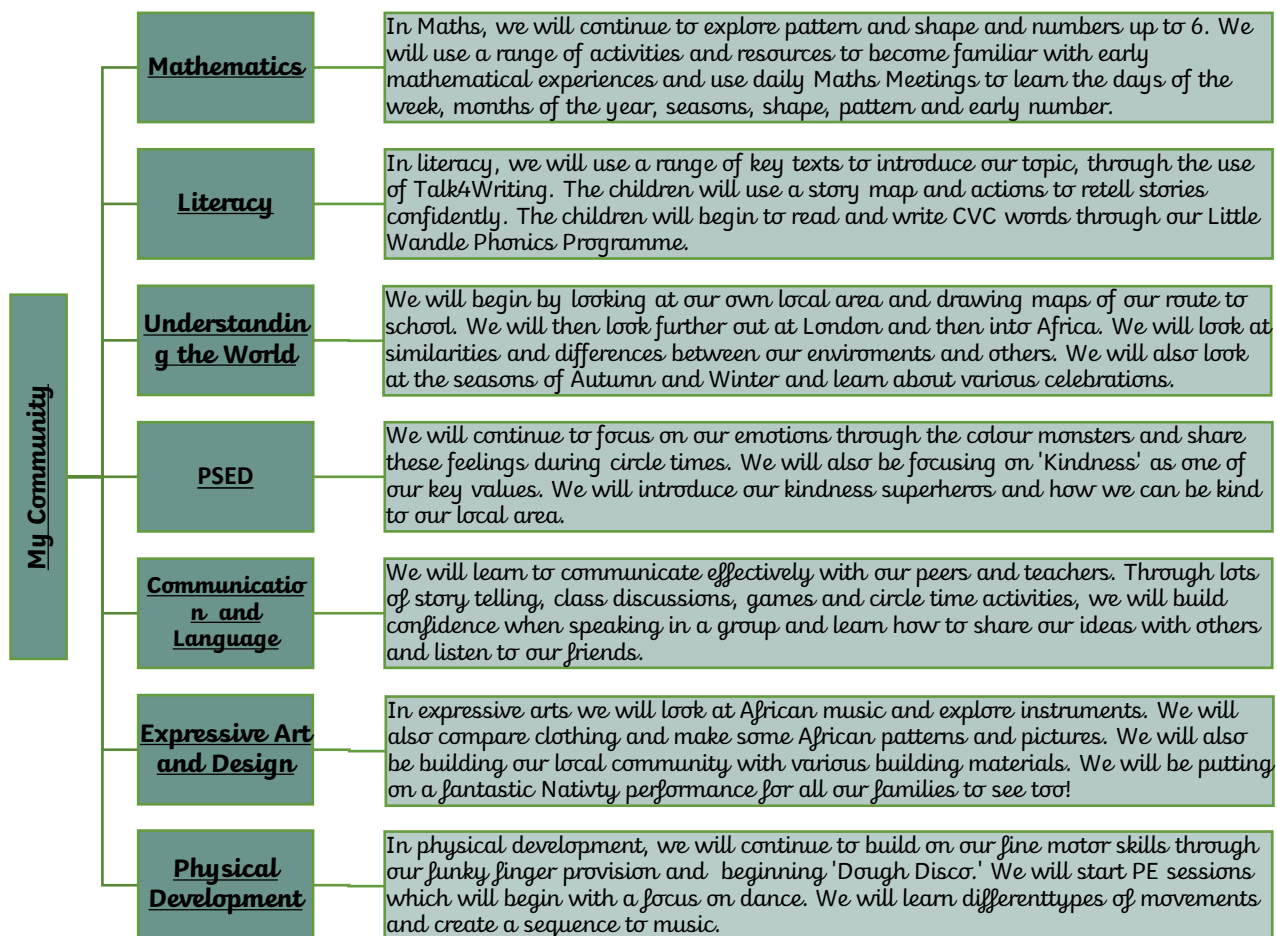 My Community
Mathematics
In Maths, we will continue to explore pattern and shape and numbers up to 6. We
will use a range of activities and resources to become familiar with early
mathematical experiences and use daily Maths Meetings to learn the days of the
week, months of the year, seasons, shape, pattern and early number.
Literacy
In literacy, we will use a range of key texts to introduce our topic, through the use
of Talk4Writing. The children will use a story map and actions to retell stories
confidently. The children will begin to read and write CVC words through our Little
Wandle Phonics Programme.
Understandin
g the World
We will begin by looking at our own local area and drawing maps of our route to
school. We will then look further out at London and then into Africa. We will look at
similarities and differences between our enviroments and others. We will also look
at the seasons of Autumn and Winter and learn about various celebrations.
PSED
We will continue to focus on our emotions through the colour monsters and share
these feelings during circle times. We will also be focusing on 'Kindness' as one of
our key values. We will introduce our kindness superheros and how we can be kind
to our local area.
Communicatio
n and
Language
We will learn to communicate effectively with our peers and teachers. Through lots
of story telling, class discussions, games and circle time activities, we will build
confidence when speaking in a group and learn how to share our ideas with others
and listen to our friends.
Expressive Art
and Design
In expressive arts we will look at African music and explore instruments. We will
also compare clothing and make some African patterns and pictures. We will also
be building our local community with various building materials. We will be putting
on a fantastic Nativty performance for all our families to see too!
Physical
Development
In physical development, we will continue to build on our fine motor skills through
our funky finger provision and beginning 'Dough Disco.' We will start PE sessions
which will begin with a focus on dance. We will learn differenttypes of movements
and create a sequence to music.